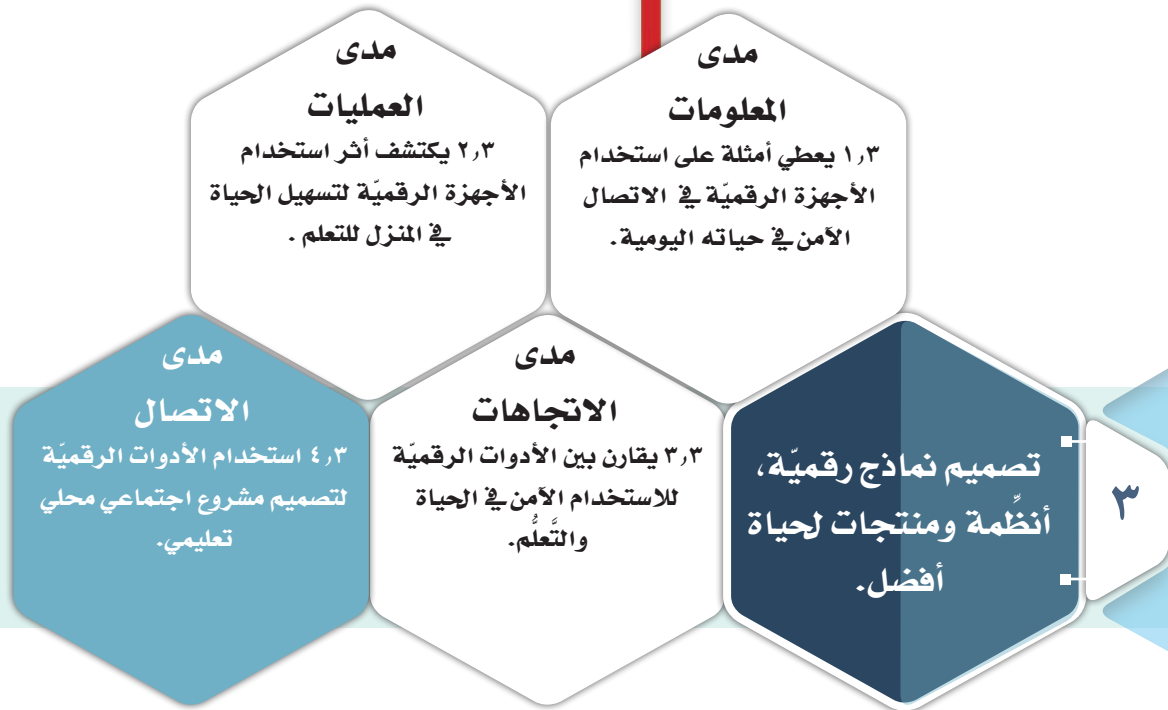 مدى
المعلومات
١,٣ يعطي أمثلة على استخدام
الأجهزة الرقميّة في الاتصال
الآمن في حياته اليومية.
مدى
العمليات
٢,٣ يكتشف أثر استخدام
الأجهزة الرقميّة لتسهيل الحياة
في المنزل للتعلم .
٣
تصميم نماذج رقميّة،
أنظِّمة ومنتجات لحياة
أفضل.
مدى
الاتجاهات
٣,٣ يقارن بين الأدوات الرقميّة
للاستخدام الآمن في الحياة
والتَّعلُّم.
مدى
الاتصال
٤,٣ استخدام الأدوات الرقميّة
لتصميم مشروع اجتماعي محلي
تعليمي.